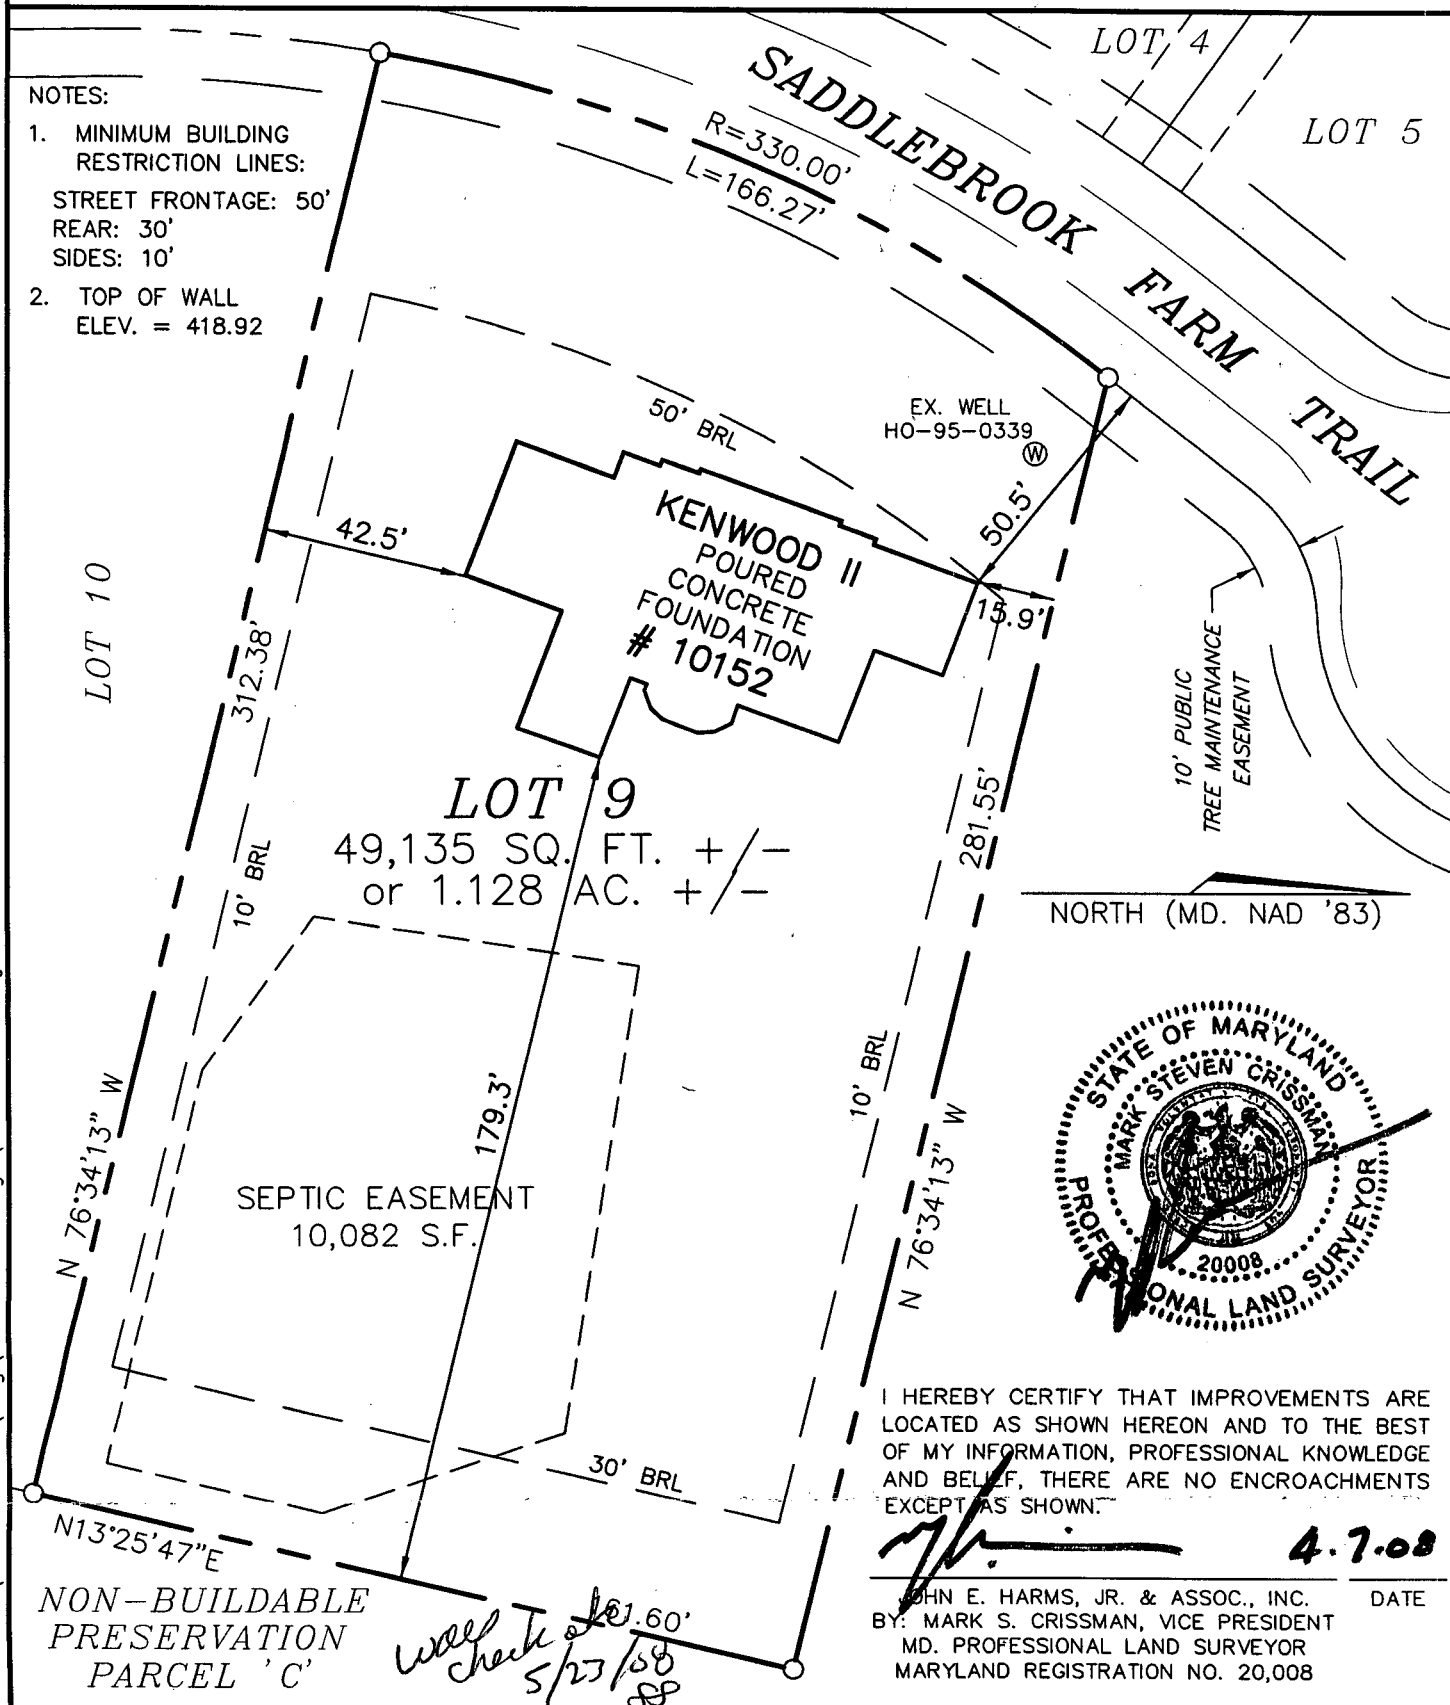 NOTES:
1. MINIMUM BUILDING
RESTRICTION LINES:
STREET FRONTAGE: 50'
REAR: 30'
SIDES: 10'
2. TOP OF WALL
ELEV. = 418.92
LOT 4
LOT 5
SADDLEBROOK FARM TRAIL
R=330.00'
L=166.27'
50' BRL
EX. WELL
HO-95-0339
W
50.5'
42.5'
15.9'
KENWOOD II
POURED
CONCRETE
FOUNDATION
# 10152
LOT 10
312.38'
10' PUBLIC
TREE MAINTENANCE
EASEMENT
281.55'
LOT 9
49,135 SQ. FT. +/-
or 1.128 AC. +/-
10' BRL
NORTH (MD. NAD '83)
179.3'
10' BRL
N 76°34'13" W
N 76°34'13" W
SEPTIC EASEMENT
10,082 S.F.
STATE OF MARYLAND
MARK STEVEN CRISSMAN
20008
PROFESSIONAL LAND SURVEYOR
30' BRL
N13°25'47"E
I HEREBY CERTIFY THAT IMPROVEMENTS ARE
LOCATED AS SHOWN HEREON AND TO THE BEST
OF MY INFORMATION, PROFESSIONAL KNOWLEDGE
AND BELIEF, THERE ARE NO ENCROACHMENTS
EXCEPT AS SHOWN.
4.7.08
JOHN E. HARMS, JR. & ASSOC., INC. DATE
BY: MARK S. CRISSMAN, VICE PRESIDENT
MD. PROFESSIONAL LAND SURVEYOR
MARYLAND REGISTRATION NO. 20,008
NON-BUILDABLE
PRESERVATION
PARCEL 'C'
161.60'
wall
check
5/23/08